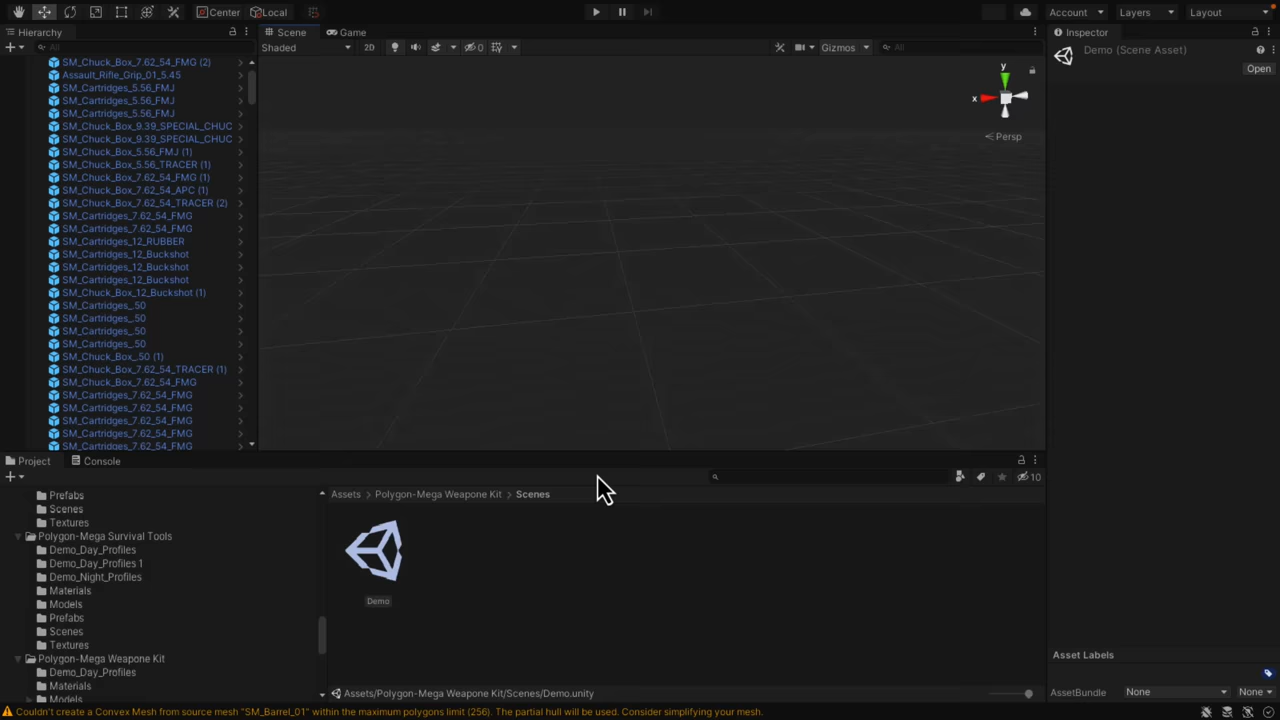 Center Local Account Layers Layout
Hierarchy Scene Game Inspector
All Shaded 2D 0 Gizmos All Demo (Scene Asset)
Open
SM_Chuck_Box_7.62_54_FMG (2)
Assault_Rifle_Grip_01_5.45
SM_Cartridges_5.56_FMJ
SM_Cartridges_5.56_FMJ
SM_Cartridges_5.56_FMJ
SM_Chuck_Box_9.39_SPECIAL_CHUC
SM_Chuck_Box_9.39_SPECIAL_CHUC
SM_Chuck_Box_5.56_FMJ (1)
SM_Chuck_Box_5.56_TRACER (1)
SM_Chuck_Box_7.62_54_FMG (1)
SM_Chuck_Box_7.62_54_APC (1)
SM_Chuck_Box_7.62_54_TRACER (2)
SM_Cartridges_7.62_54_FMG
SM_Cartridges_7.62_54_FMG
SM_Cartridges_12_RUBBER
SM_Cartridges_12_Buckshot
SM_Cartridges_12_Buckshot
SM_Cartridges_12_Buckshot
SM_Chuck_Box_12_Buckshot (1)
SM_Cartridges_.50
SM_Cartridges_.50
SM_Cartridges_.50
SM_Cartridges_.50
SM_Chuck_Box_.50 (1)
SM_Chuck_Box_7.62_54_TRACER (1)
SM_Chuck_Box_7.62_54_FMG
SM_Cartridges_7.62_54_FMG
SM_Cartridges_7.62_54_FMG
SM_Cartridges_7.62_54_FMG
SM_Cartridges_7.62_54_FMG
SM_Cartridges_7.62_54_FMG
y
x
Persp
Project Console
10
Assets > Polygon-Mega Weapone Kit > Scenes
Prefabs
Scenes
Textures
Polygon-Mega Survival Tools
Demo_Day_Profiles
Demo_Day_Profiles 1
Demo_Night_Profiles
Materials
Models
Prefabs
Scenes
Textures
Polygon-Mega Weapone Kit
Demo_Day_Profiles
Materials
Models
Demo
Assets/Polygon-Mega Weapone Kit/Scenes/Demo.unity
Asset Labels
AssetBundle None None
Couldn't create a Convex Mesh from source mesh "SM_Barrel_01" within the maximum polygons limit (256). The partial hull will be used. Consider simplifying your mesh.